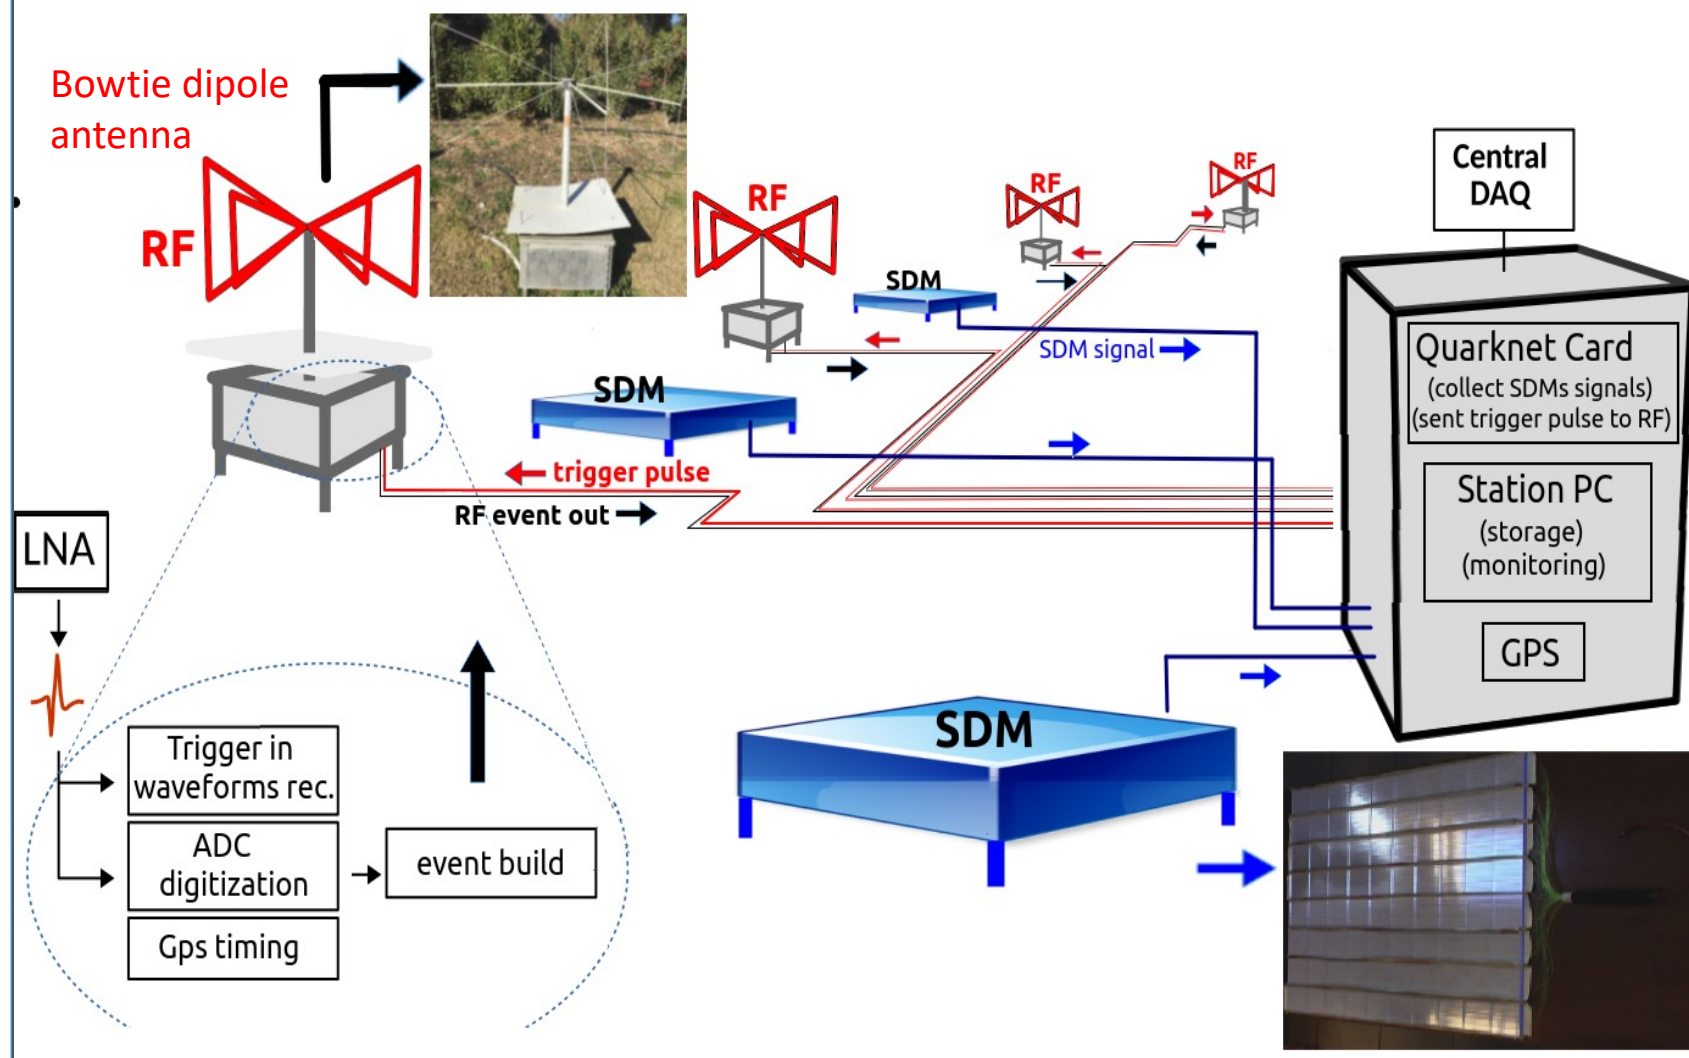 Bowtie dipole
antenna
RF
RF
RF
RF
SDM
SDM signal
SDM
trigger pulse
RF event out
Central
DAQ
Quarknet Card
(collect SDMs signals)
(sent trigger pulse to RF)
Station PC
(storage)
(monitoring)
GPS
LNA
Trigger in
waveforms rec.
ADC
digitization
Gps timing
event build
SDM